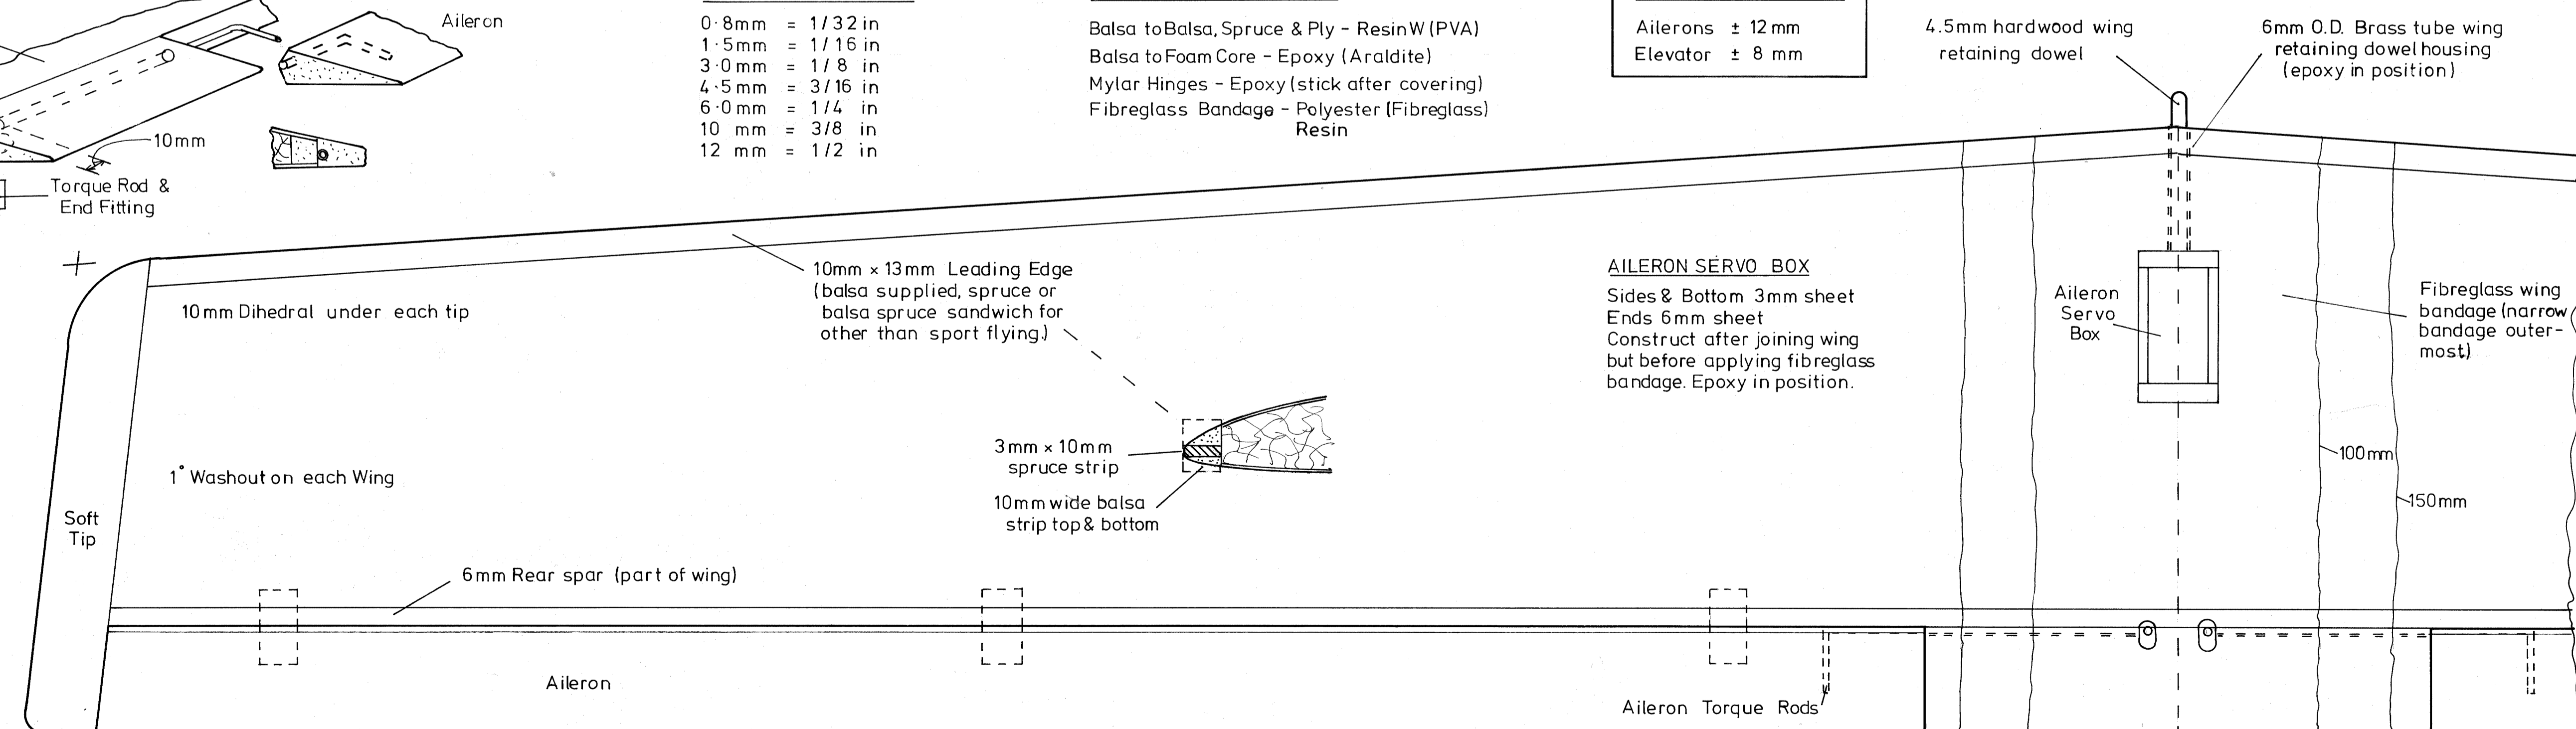 Aileron
10mm
Torque Rod &
End Fitting
0·8mm = 1/32 in
1·5mm = 1/16 in
3·0mm = 1/8 in
4·5mm = 3/16 in
6·0mm = 1/4 in
10 mm = 3/8 in
12 mm = 1/2 in
Balsa to Balsa, Spruce & Ply - Resin W (PVA)
Balsa to Foam Core - Epoxy (Araldite)
Mylar Hinges - Epoxy (stick after covering)
Fibreglass Bandage - Polyester (Fibreglass)
Resin
Ailerons ± 12 mm
Elevator ± 8 mm
4.5mm hardwood wing
retaining dowel
6mm O.D. Brass tube wing
retaining dowel housing
(epoxy in position)
10mm × 13mm Leading Edge
(balsa supplied, spruce or
balsa spruce sandwich for
other than sport flying.)
10mm Dihedral under each tip
AILERON SERVO BOX
Sides & Bottom 3mm sheet
Ends 6mm sheet
Construct after joining wing
but before applying fibreglass
bandage. Epoxy in position.
Aileron
Servo
Box
Fibreglass wing
bandage (narrow
bandage outer-
most)
3mm × 10mm
spruce strip
10mm wide balsa
strip top & bottom
1° Washout on each Wing
100mm
150mm
Soft
Tip
6mm Rear spar (part of wing)
Aileron
Aileron Torque Rods